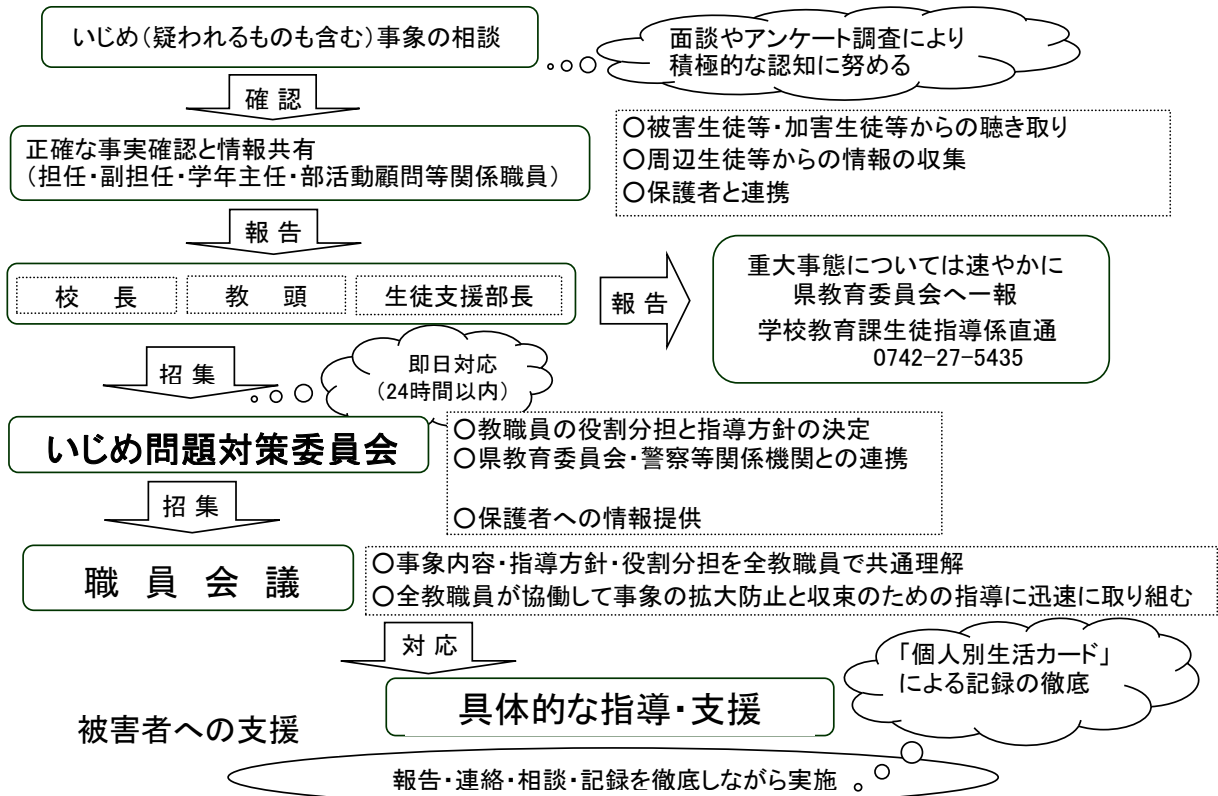 いじめ(疑われるものも含む)事象の相談
面談やアンケート調査により
積極的な認知に努める
確 認
正確な事実確認と情報共有
(担任・副担任・学年主任・部活動顧問等関係職員)
○被害生徒等・加害生徒等からの聴き取り
○周辺生徒等からの情報の収集
○保護者と連携
報 告
校 長
教 頭
生徒支援部長
報 告
重大事態については速やかに
県教育委員会へ一報
学校教育課生徒指導係直通
0742-27-5435
招 集
即日対応
(24時間以内)
いじめ問題対策委員会
○教職員の役割分担と指導方針の決定
○県教育委員会・警察等関係機関との連携
○保護者への情報提供
招 集
職 員 会 議
○事象内容・指導方針・役割分担を全教職員で共通理解
○全教職員が協働して事象の拡大防止と収束のための指導に迅速に取り組む
対 応
「個人別生活カード」
による記録の徹底
具体的な指導・支援
被害者への支援
報告・連絡・相談・記録を徹底しながら実施